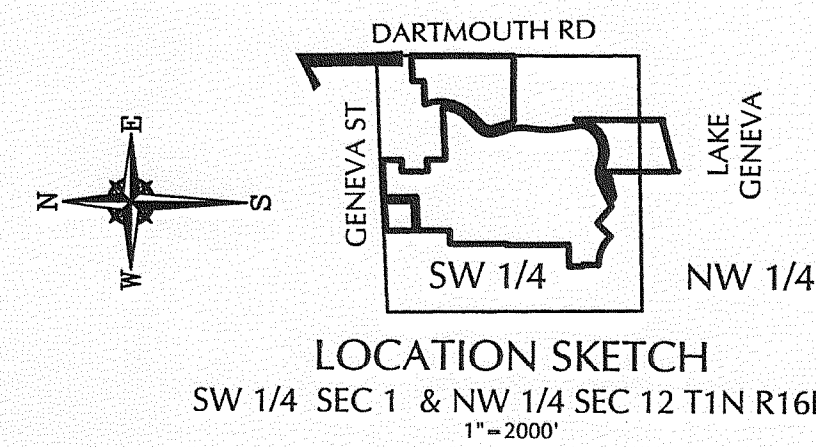 DARTMOUTH RD
GENEVA ST
LAKE
GENEVA
N
E
S
W
SW 1/4
NW 1/4
LOCATION SKETCH
SW 1/4 SEC 1 & NW 1/4 SEC 12 T1N R16
1"=2000'